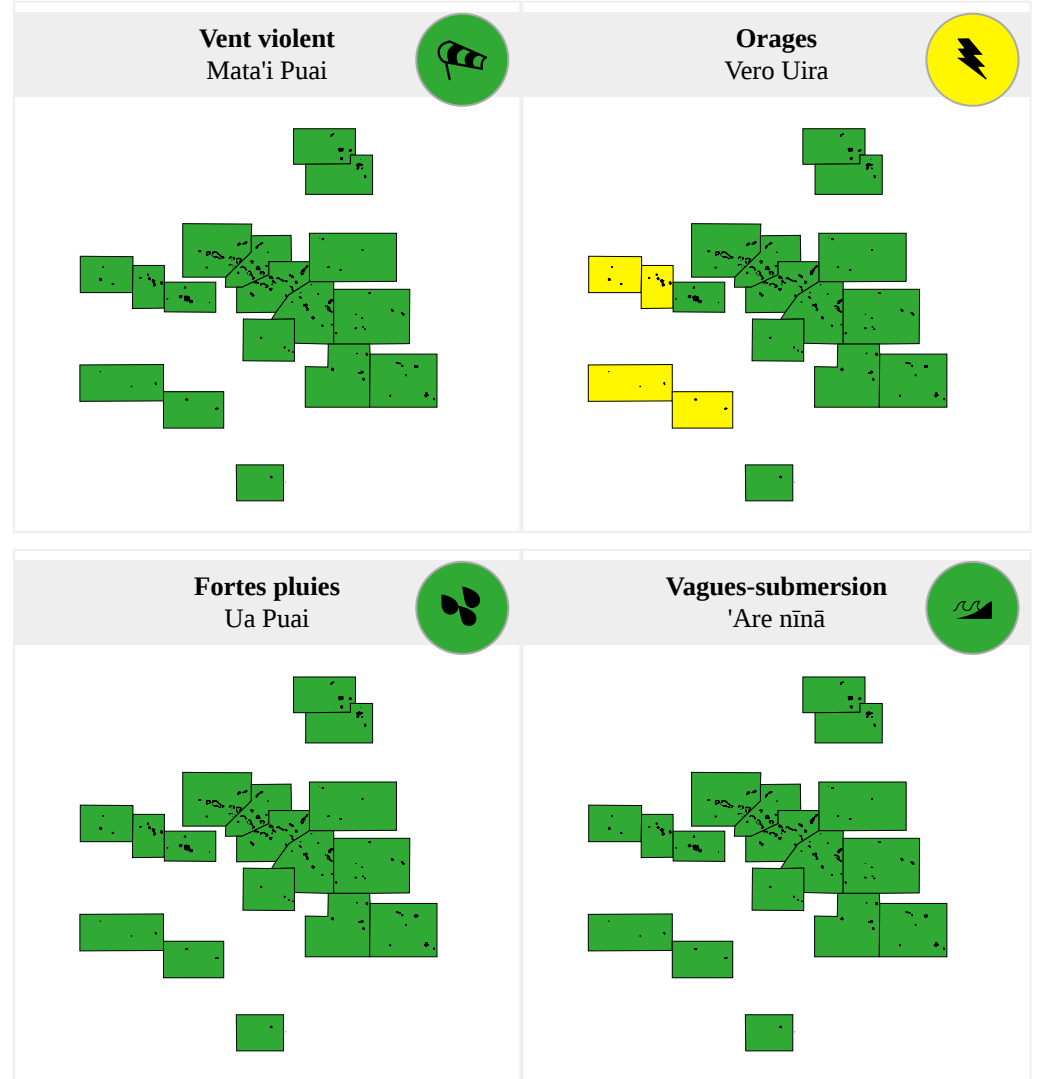 Vent violent
Mata'i Puai
Orages
Vero Uira
Fortes pluies
Ua Puai
Vagues-submersion
'Are nīnā